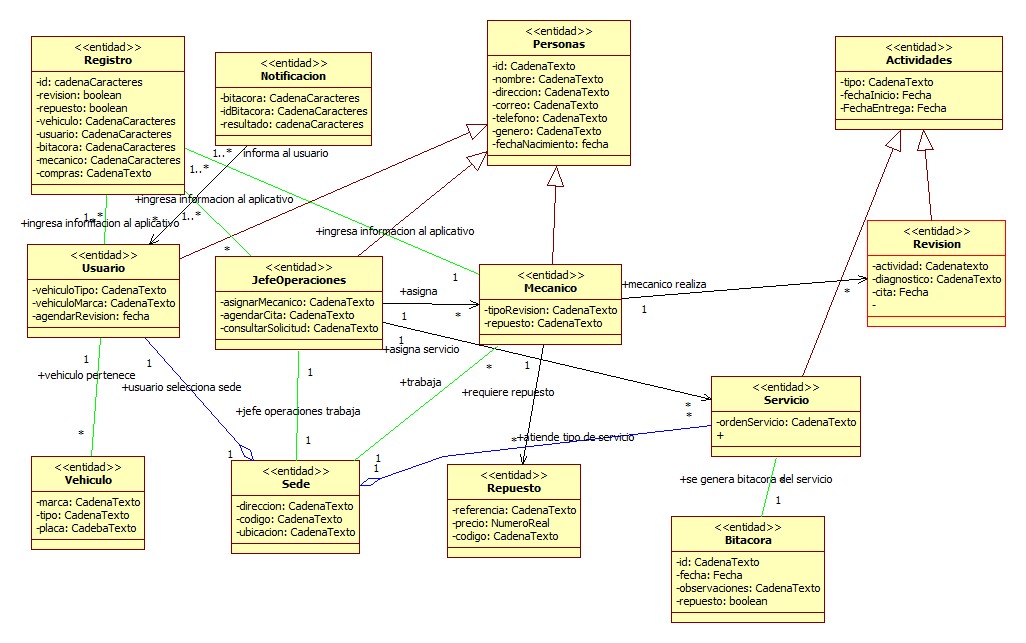 <<entidad>>
Registro
-id: cadenaCaracteres
-revision: boolean
-repuesto: boolean
-vehiculo: CadenaCaracteres
-usuario: CadenaCaracteres
-bitacora: CadenaCaracteres
-mecanico: CadenaCaracteres
-compras: CadenaTexto
<<entidad>>
Notificacion
-bitacora: CadenaCaracteres
-idBitacora: CadenaCaracteres
-resultado: cadenaCaracteres
<<entidad>>
Personas
-id: CadenaTexto
-nombre: CadenaTexto
-direccion: CadenaTexto
-correo: CadenaTexto
-telefono: CadenaTexto
-genero: CadenaTexto
-fechaNacimiento: fecha
<<entidad>>
Actividades
-tipo: CadenaTexto
-fechaInicio: Fecha
-FechaEntrega: Fecha
1..*
informa al usuario
1..*
+ingresa informacion al aplicativo
1..*
*
1..*
+ingresa informacion al aplicativo
+ingresa informacion al aplicativo
*
1
<<entidad>>
Usuario
-vehiculoTipo: CadenaTexto
-vehiculoMarca: CadenaTexto
-agendarRevision: fecha
<<entidad>>
JefeOperaciones
-asignarMecanico: CadenaTexto
-agendarCita: CadenaTexto
-consultarSolicitud: CadenaTexto
+asigna
1
*
<<entidad>>
Mecanico
-tipoRevision: CadenaTexto
-repuesto: CadenaTexto
+mecanico realiza
1
*
<<entidad>>
Revision
-actividad: Cadenatexto
-diagnostico: CadenaTexto
-cita: Fecha
-
1
+asigna servicio
*
1
+vehiculo pertenece
*
1
+usuario selecciona sede
1
1
+jefe operaciones trabaja
1
*
+trabaja
1
1
+requiere repuesto
*
*
+atiende tipo de servicio
1
<<entidad>>
Servicio
-ordenServicio: CadenaTexto
+
<<entidad>>
Vehiculo
-marca: CadenaTexto
-tipo: CadenaTexto
-placa: CadebaTexto
<<entidad>>
Sede
-direccion: CadenaTexto
-codigo: CadenaTexto
-ubicacion: CadenaTexto
<<entidad>>
Repuesto
-referencia: CadenaTexto
-precio: NumeroReal
-codigo: CadenaTexto
+se genera bitacora del servicio
*
1
<<entidad>>
Bitacora
-id: CadenaTexto
-fecha: Fecha
-observaciones: CadenaTexto
-repuesto: boolean